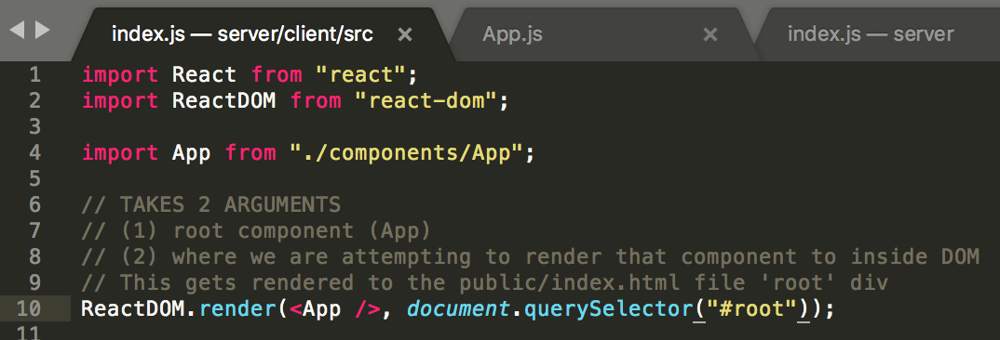 index.js — server/client/src × App.js × index.js — server
1 import React from "react";
2 import ReactDOM from "react-dom";
3
4 import App from "./components/App";
5
6 // TAKES 2 ARGUMENTS
7 // (1) root component (App)
8 // (2) where we are attempting to render that component to inside DOM
9 // This gets rendered to the public/index.html file 'root' div
10 ReactDOM.render(<App />, document.querySelector("#root"));
11